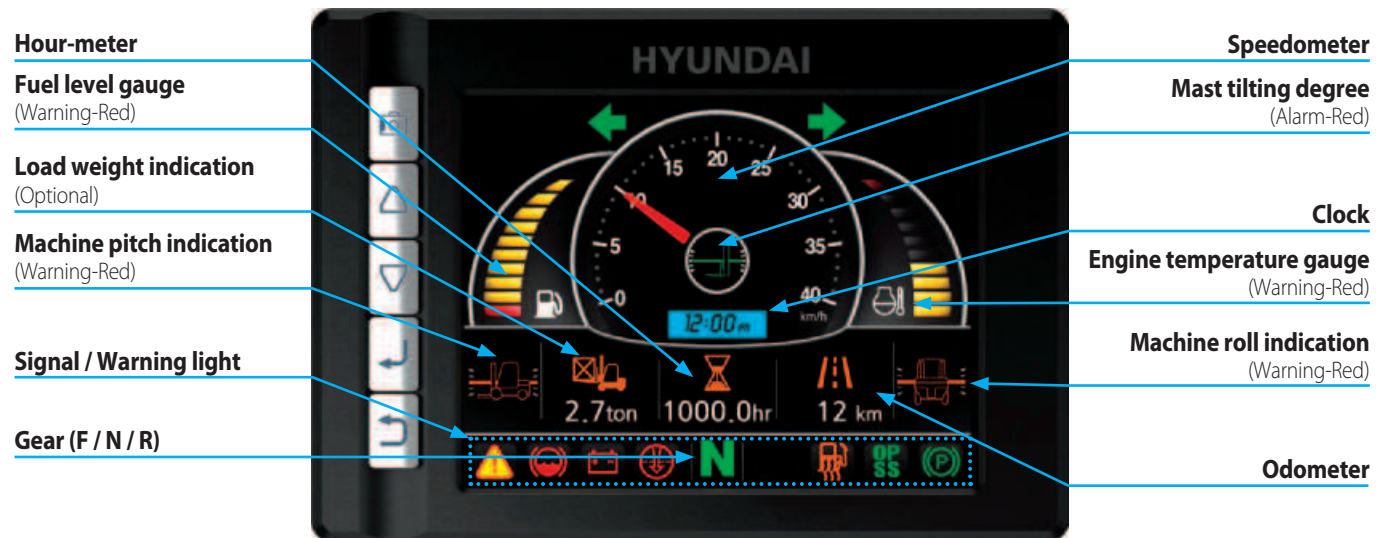 Hour-meter
Fuel level gauge
(Warning-Red)
Load weight indication
(Optional)
Machine pitch indication
(Warning-Red)
Signal / Warning light
Gear (F / N / R)
HYUNDAI
0
5
10
15
20
25
30
35
40
km/h
12:00
2.7ton
1000.0hr
12 km
N
OP
SS
P
Speedometer
Mast tilting degree
(Alarm-Red)
Clock
Engine temperature gauge
(Warning-Red)
Machine roll indication
(Warning-Red)
Odometer